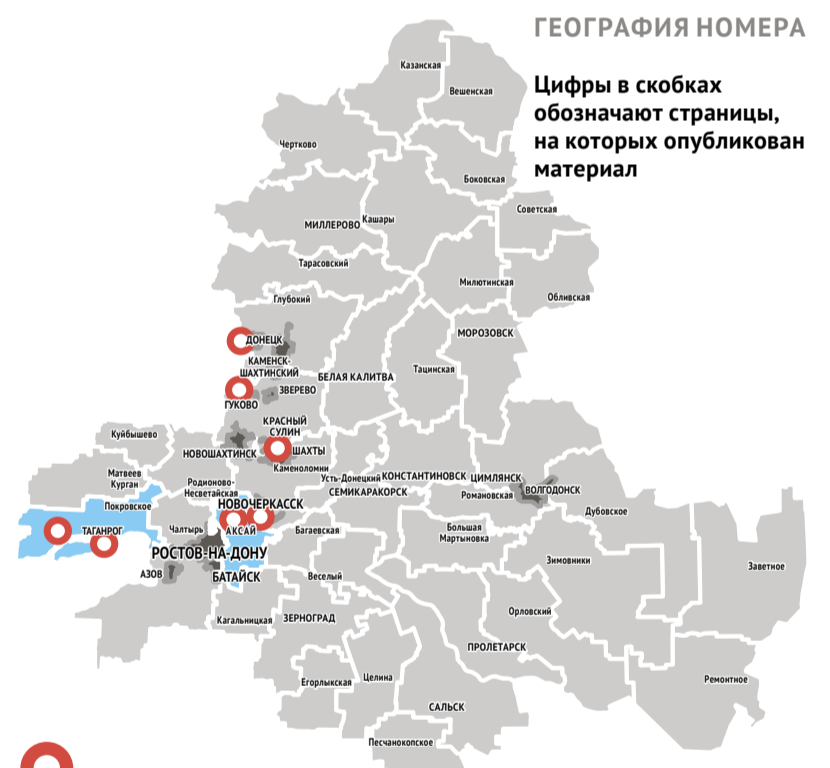 ГЕОГРАФИЯ НОМЕРА
Цифры в скобках
обозначают страницы,
на которых опубликован
материал
Казанская
Вешенская
Чертково
Боковская
Советская
МИЛЛЕРОВО
Кашары
Тарасовский
Милютинская
Обливская
Глубокий
МОРОЗОВСК
ДОНЕЦК
КАМЕНСК-
ШАХТИНСКИЙ
Тацинская
БЕЛАЯ КАЛИТВА
ЗВЕРЕВО
ГУКОВО
КРАСНЫЙ
СУЛИН
Куйбышево
НОВОШАХТИНСК
ШАХТЫ
Каменоломни
Матвеев
Курган
Родионово-
Несветайская
Усть-Донецкий
КОНСТАНТИНОВСК
ЦИМЛЯНСК
СЕМИКАРАКОРСК
Романовская
ВОЛГОДОНСК
Покровское
НОВОЧЕРКАССК
Дубовское
ТАГАНРОГ
Чалтырь
АКСАЙ
Багаевская
Большая
Мартыновка
РОСТОВ-НА-ДОНУ
Зимовники
Заветное
АЗОВ
БАТАЙСК
Веселый
Орловский
Кагальницкая
ЗЕРНОГРАД
ПРОЛЕТАРСК
Егорлыкская
Целина
Ремонтное
САЛЬСК
Песчанокопское